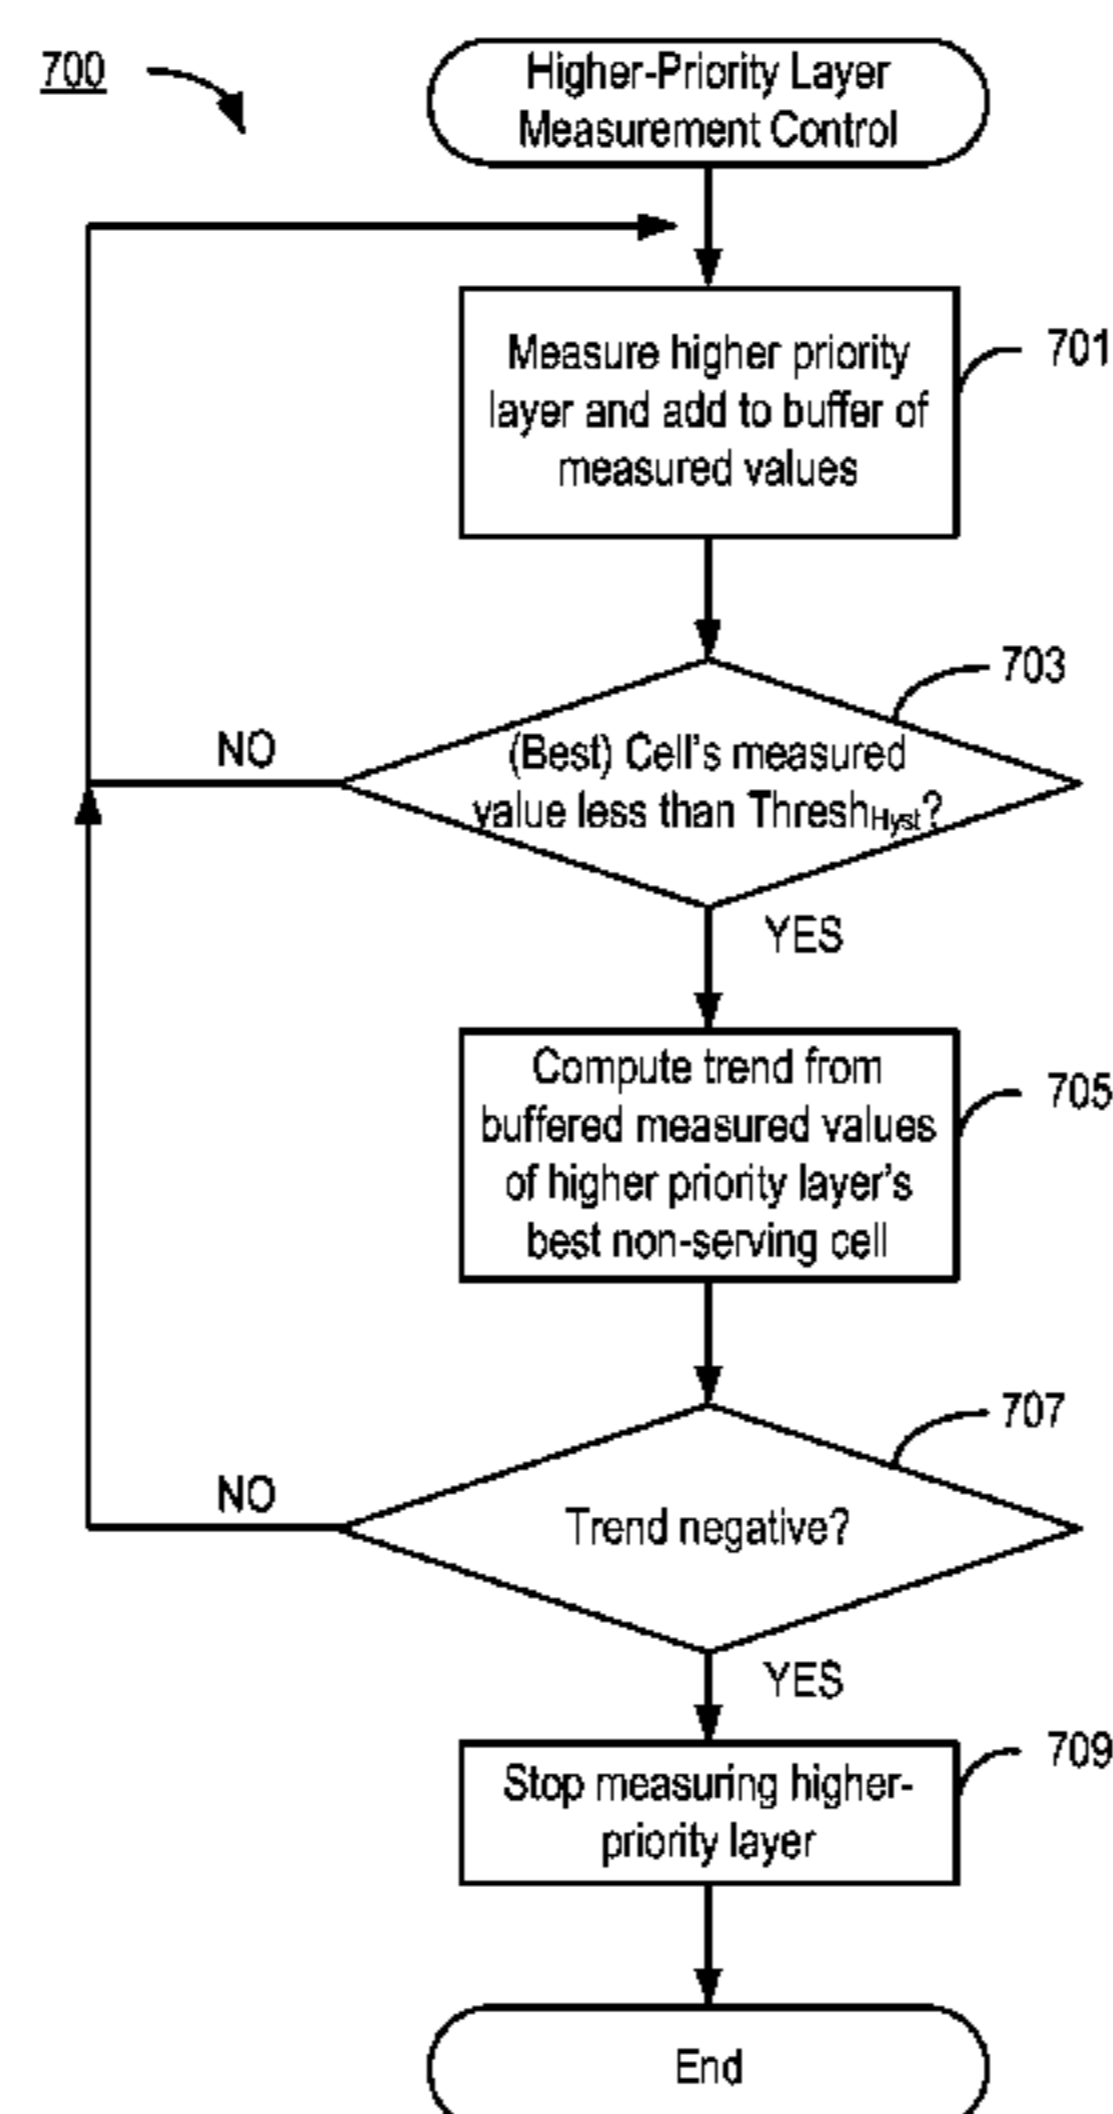 700
Higher-Priority Layer
Measurement Control
Measure higher priority
layer and add to buffer of
measured values
701
703
(Best) Cell's measured
value less than ThreshHyst?
NO
YES
Compute trend from
buffered measured values
of higher priority layer's
best non-serving cell
705
707
Trend negative?
NO
YES
Stop measuring higher-
priority layer
709
End